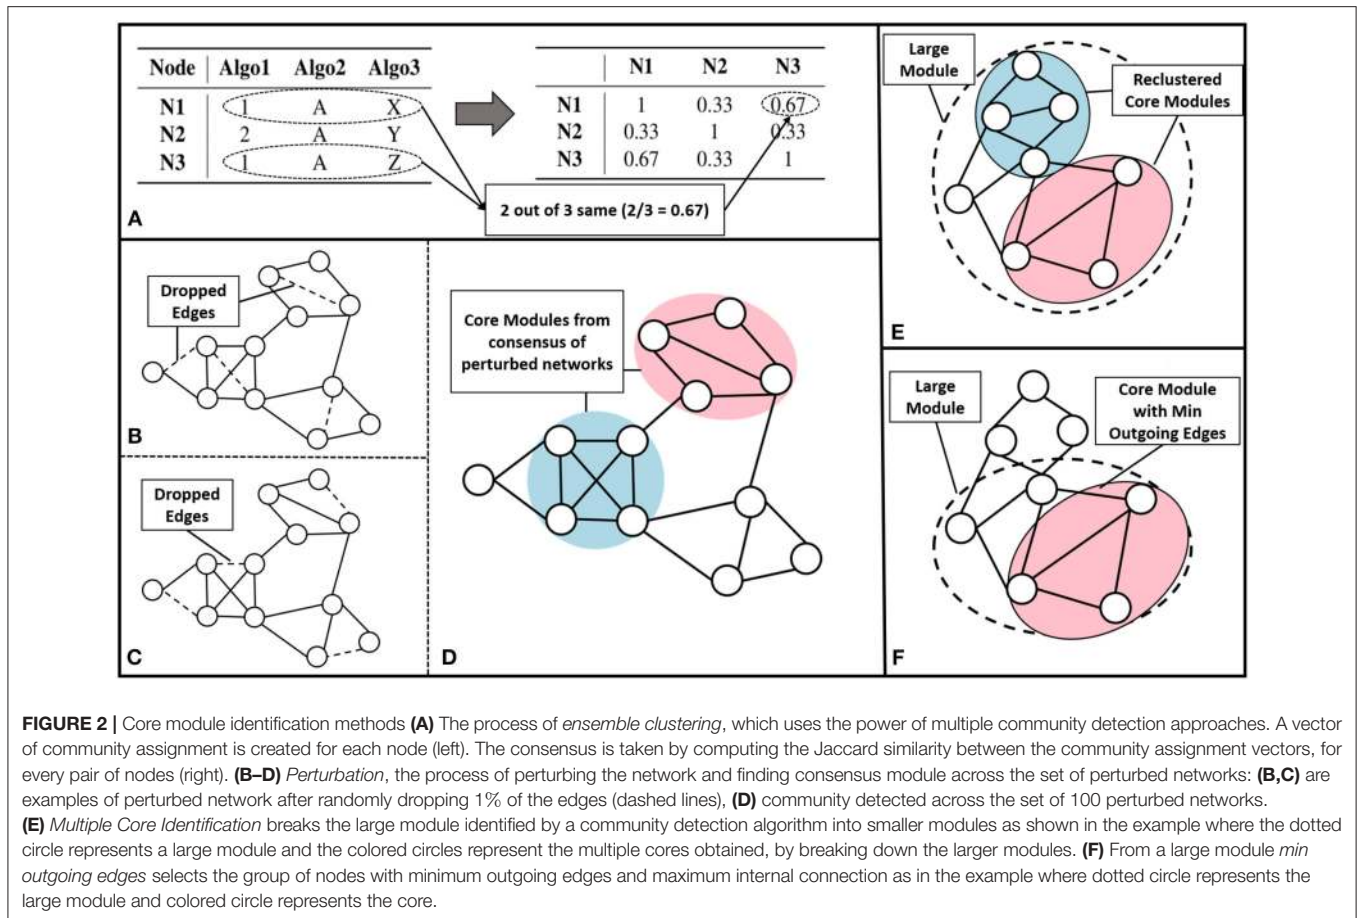 Node Algo1 Algo2 Algo3
N1 1 A X
N2 2 A Y
N3 1 A Z
N1 N2 N3
N1 1 0.33 0.67
N2 0.33 1 0.33
N3 0.67 0.33 1
2 out of 3 same (2/3 = 0.67)
A
Dropped
Edges
B
Dropped
Edges
C
Core Modules from
consensus of
perturbed networks
D
Large
Module
Reclustered
Core Modules
E
Large
Module
Core Module
with Min
Outgoing Edges
F
FIGURE 2 | Core module identification methods (A) The process of ensemble clustering, which uses the power of multiple community detection approaches. A vector
of community assignment is created for each node (left). The consensus is taken by computing the Jaccard similarity between the community assignment vectors, for
every pair of nodes (right). (B–D) Perturbation, the process of perturbing the network and finding consensus module across the set of perturbed networks: (B,C) are
examples of perturbed network after randomly dropping 1% of the edges (dashed lines), (D) community detected across the set of 100 perturbed networks.
(E) Multiple Core Identification breaks the large module identified by a community detection algorithm into smaller modules as shown in the example where the dotted
circle represents a large module and the colored circles represent the multiple cores obtained, by breaking down the larger modules. (F) From a large module min
outgoing edges selects the group of nodes with minimum outgoing edges and maximum internal connection as in the example where dotted circle represents the
large module and colored circle represents the core.